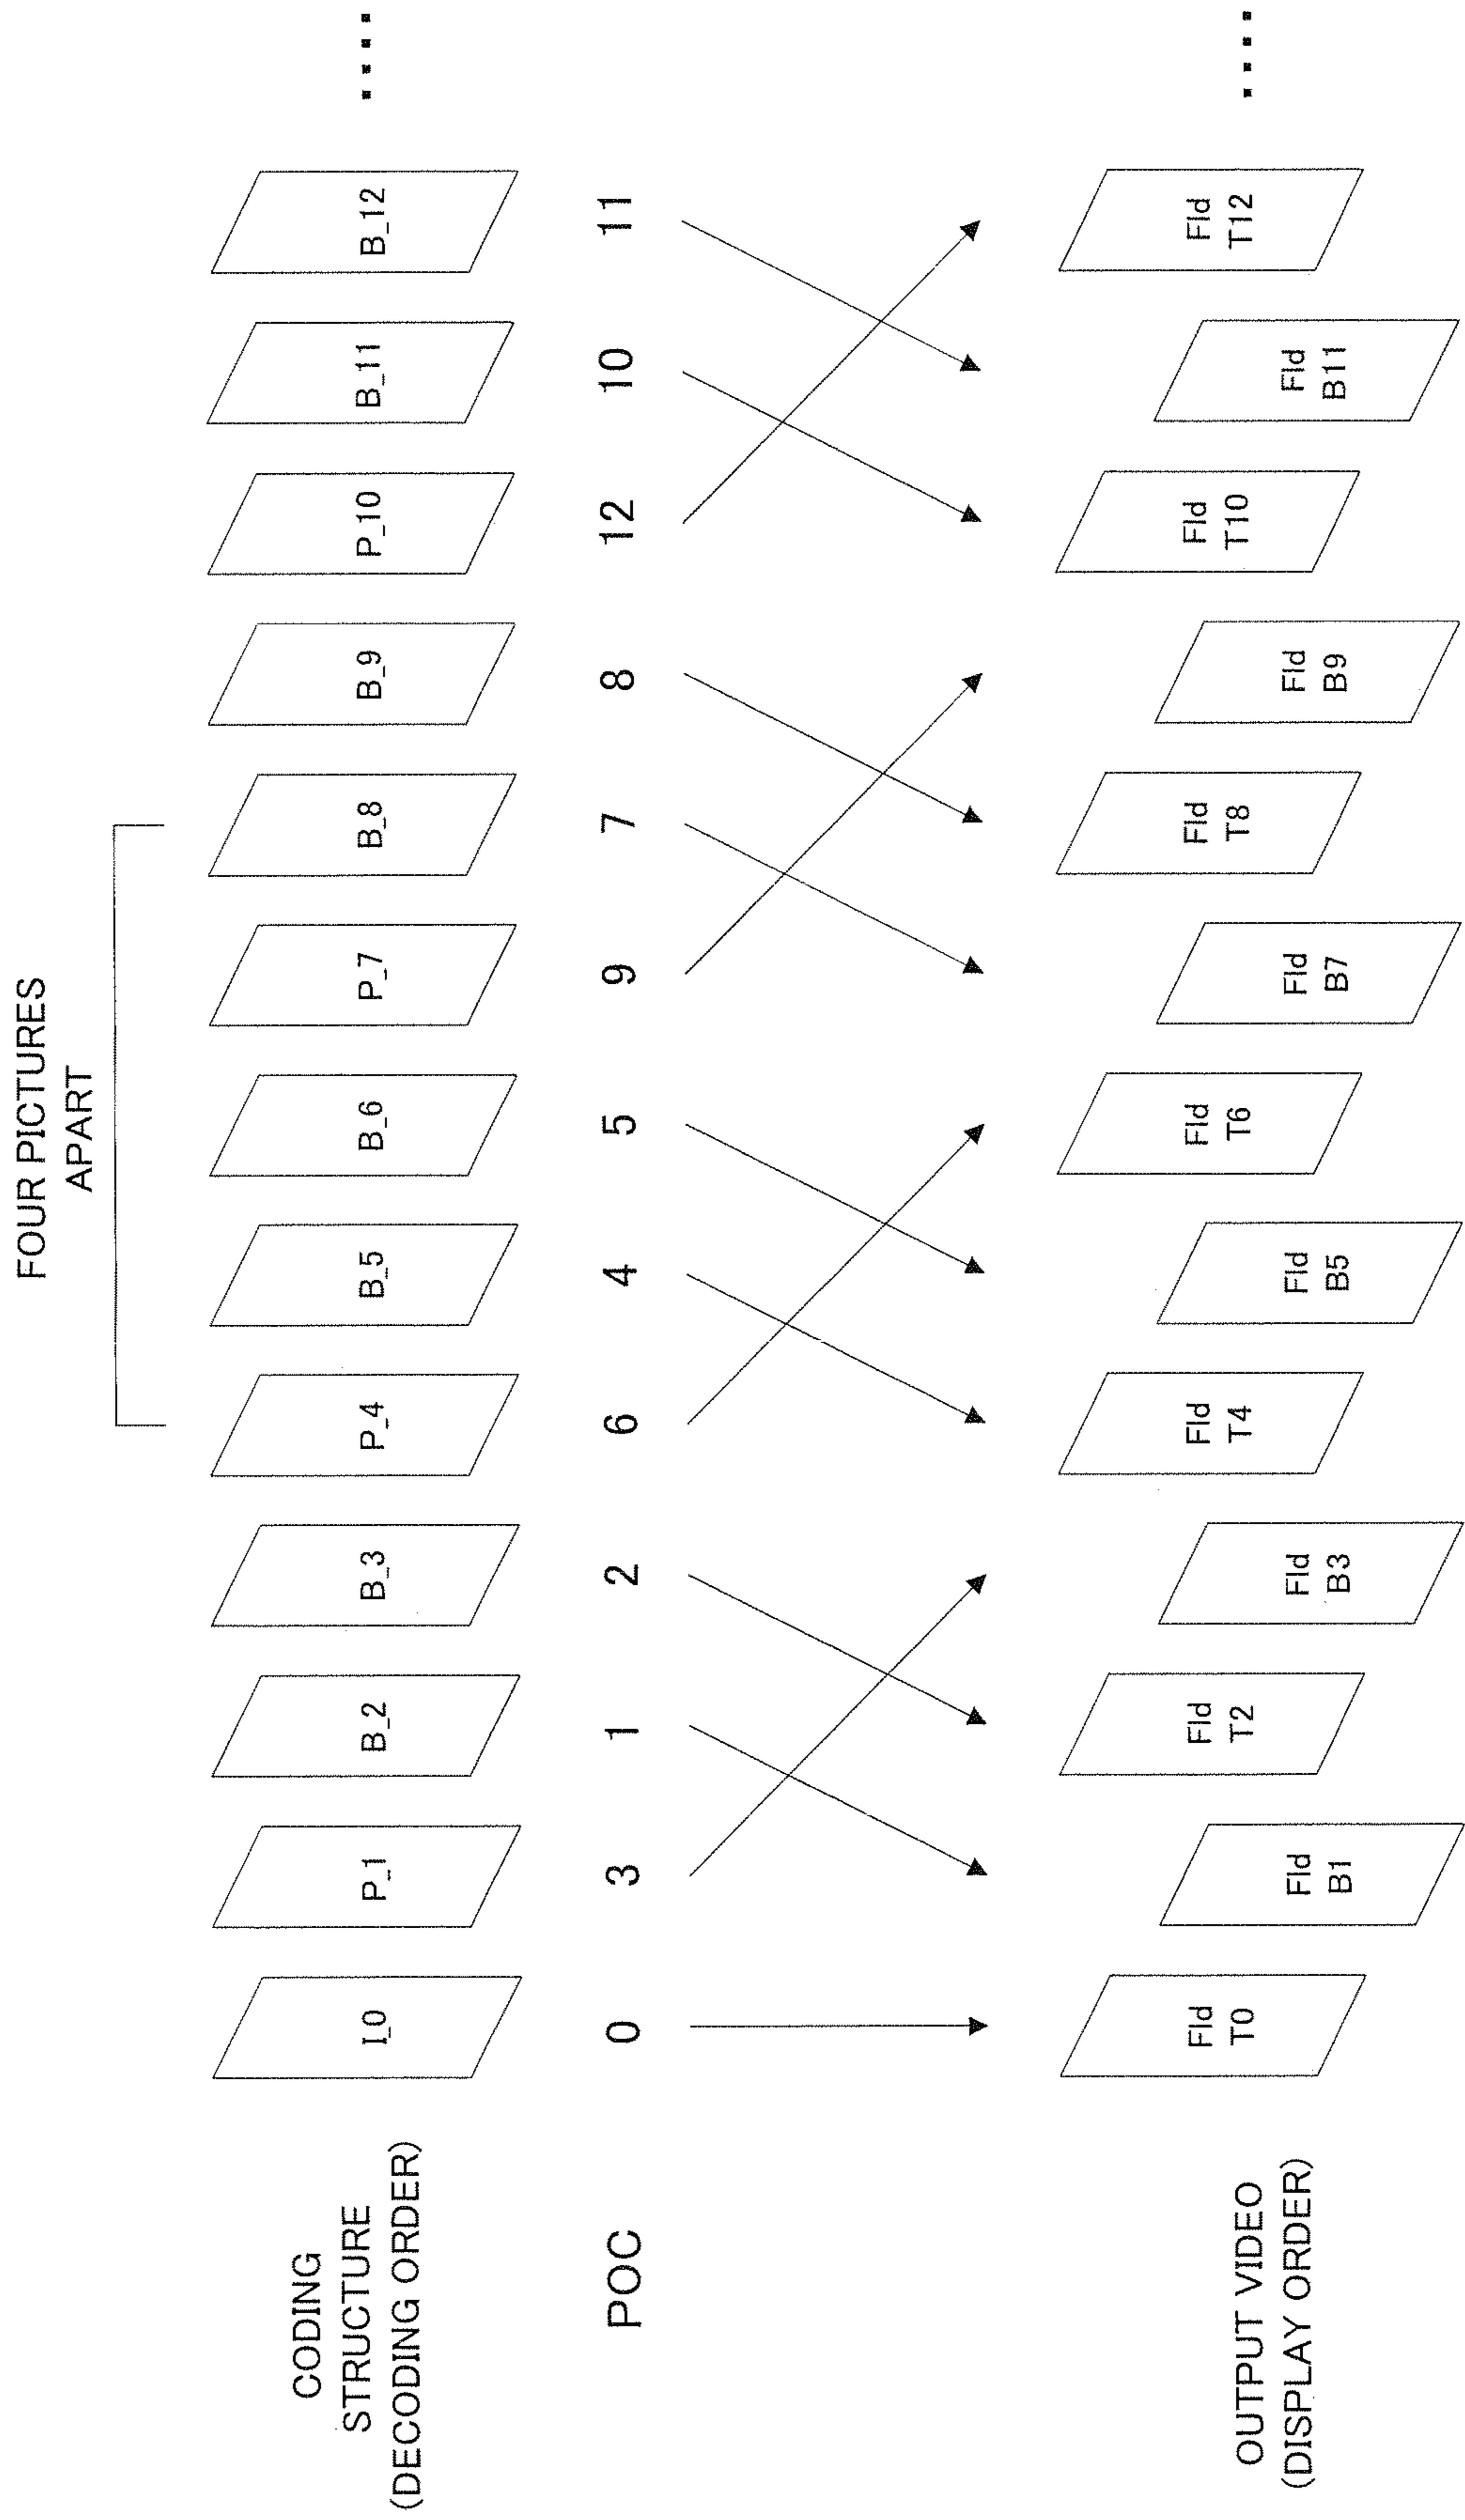 FOUR PICTURES
APART
CODING
STRUCTURE
(DECODING ORDER)
I_0
P_1
B_2
B_3
P_4
B_5
B_6
P_7
B_8
B_9
P_10
B_11
B_12
POC
0
3
1
2
6
4
5
9
7
8
12
10
11
OUTPUT VIDEO
(DISPLAY ORDER)
Fld
T0
Fld
B1
Fld
T2
Fld
B3
Fld
T4
Fld
B5
Fld
T6
Fld
B7
Fld
T8
Fld
B9
Fld
T10
Fld
B11
Fld
T12